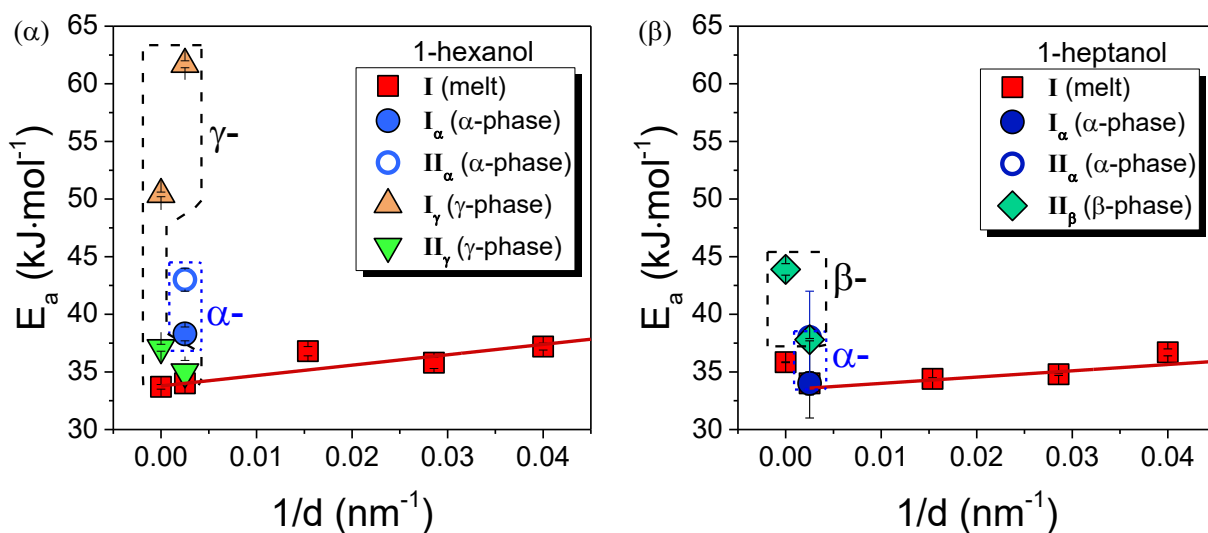 (α)
1-hexanol
I (melt)
Iα (α-phase)
IIα (α-phase)
Iγ (γ-phase)
IIγ (γ-phase)
γ-
α-
65
60
55
50
45
40
35
30
0.00 0.01 0.02 0.03 0.04
Ea (kJ·mol-1)
1/d (nm-1)
(β)
1-heptanol
I (melt)
Iα (α-phase)
IIα (α-phase)
IIβ (β-phase)
β-
α-
65
60
55
50
45
40
35
30
0.00 0.01 0.02 0.03 0.04
Ea (kJ·mol-1)
1/d (nm-1)